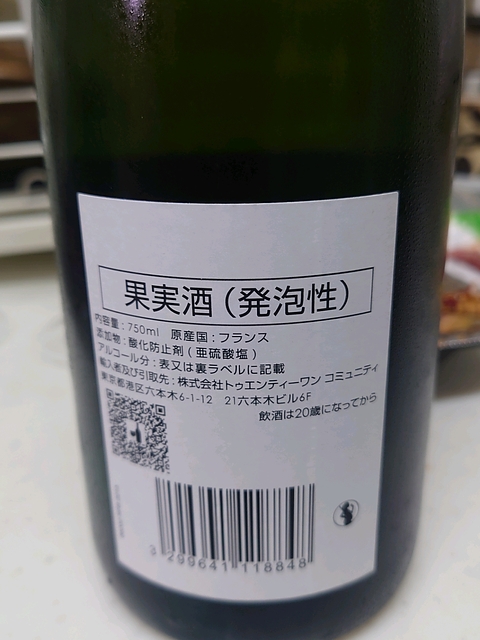 果実酒（発泡性）
内容量：750ml 原産国：フランス
添加物：酸化防止剤（亜硫酸塩）
アルコール分：表又は裏ラベルに記載
輸入者及び引取先：株式会社トゥエンティーワン コミュニティ
東京都港区六本木6-1-12 21六本木ビル6F
飲酒は20歳になってから
3 299641 118848